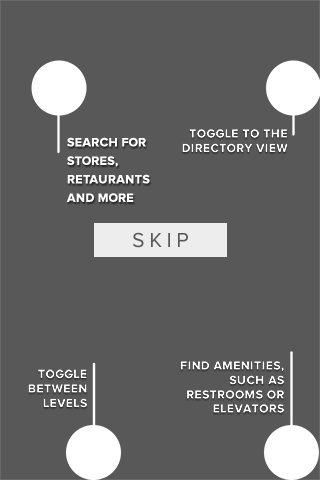 SEARCH FOR
STORES,
RETAURANTS
AND MORE
TOGGLE TO THE
DIRECTORY VIEW
SKIP
TOGGLE
BETWEEN
LEVELS
FIND AMENITIES,
SUCH AS
RESTROOMS OR
ELEVATORS